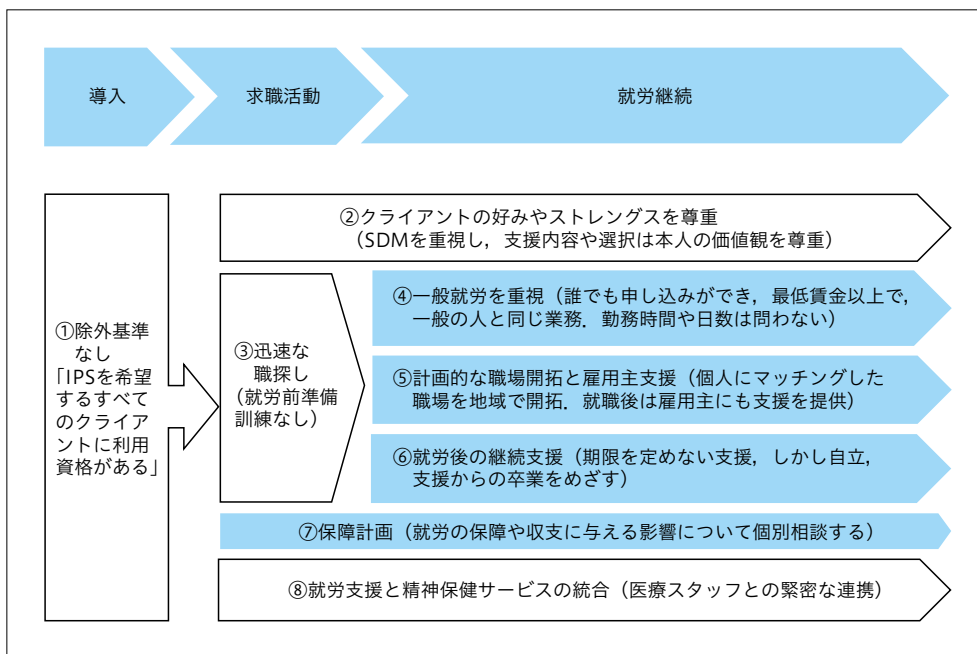 導入
求職活動
就労継続
①除外基準
なし
「IPSを希望
するすべて
のクライア
ントに利用
資格がある」
②クライアントの好みやストレングスを尊重
（SDMを重視し，支援内容や選択は本人の価値観を尊重）
③迅速な
職探し
（就労前準備
訓練なし）
④一般就労を重視（誰でも申し込みができ，最低賃金以上で，
一般の人と同じ業務．勤務時間や日数は問わない）
⑤計画的な職場開拓と雇用主支援（個人にマッチングした
職場を地域で開拓．就職後は雇用主にも支援を提供）
⑥就労後の継続支援（期限を定めない支援，しかし自立，
支援からの卒業をめざす）
⑦保障計画（就労の保障や収支に与える影響について個別相談する）
⑧就労支援と精神保健サービスの統合（医療スタッフとの緊密な連携）